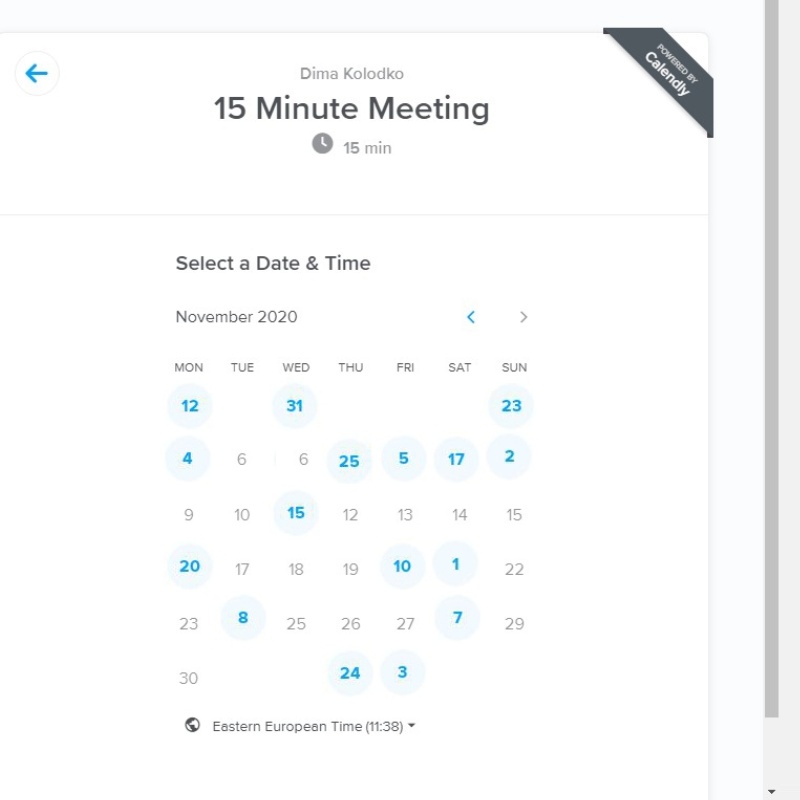 Dima Kolodko
POWERED BY
Calendly
15 Minute Meeting
15 min
Select a Date & Time
November 2020
MON TUE WED THU FRI SAT SUN
12 31 23
4 6 6 25 5 17 2
9 10 15 12 13 14 15
20 17 18 19 10 1 22
23 8 25 26 27 7 29
30 24 3
Eastern European Time (11:38)